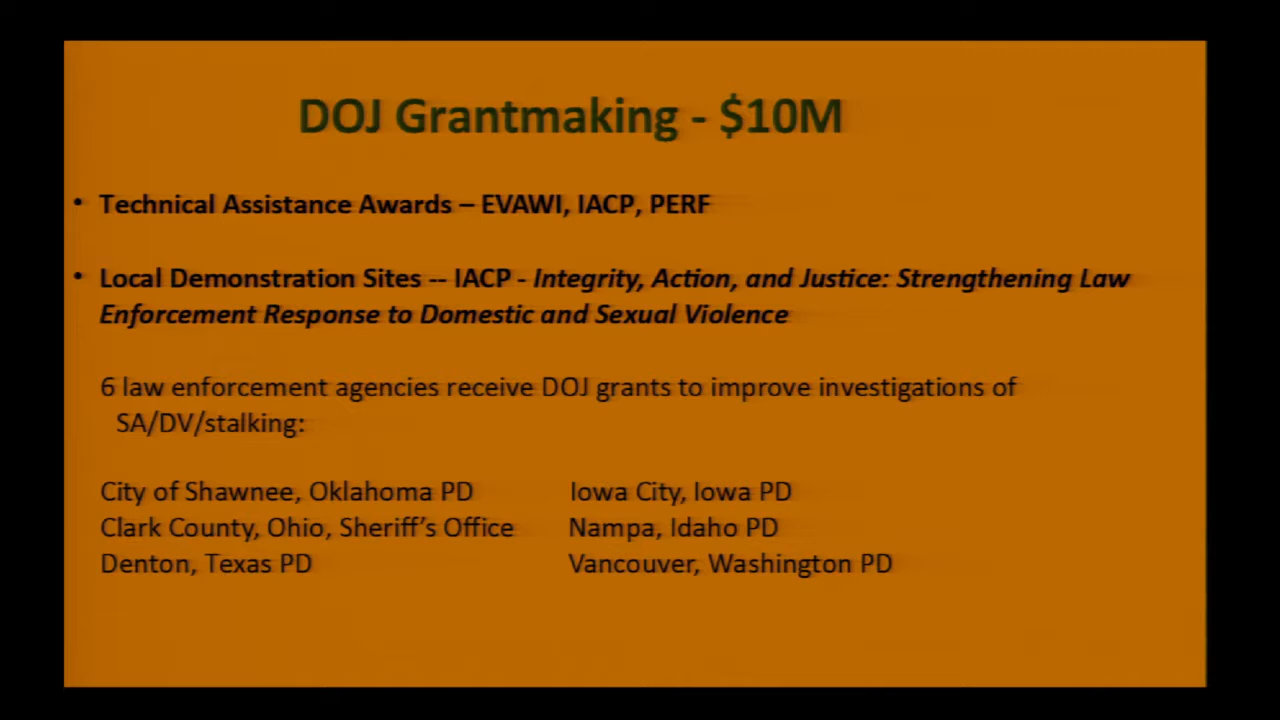 DOJ Grantmaking - $10M
• Technical Assistance Awards – EVAWI, IACP, PERF
• Local Demonstration Sites -- IACP - Integrity, Action, and Justice: Strengthening Law
Enforcement Response to Domestic and Sexual Violence
6 law enforcement agencies receive DOJ grants to improve investigations of
SA/DV/stalking:
City of Shawnee, Oklahoma PD Iowa City, Iowa PD
Clark County, Ohio, Sheriff’s Office Nampa, Idaho PD
Denton, Texas PD Vancouver, Washington PD